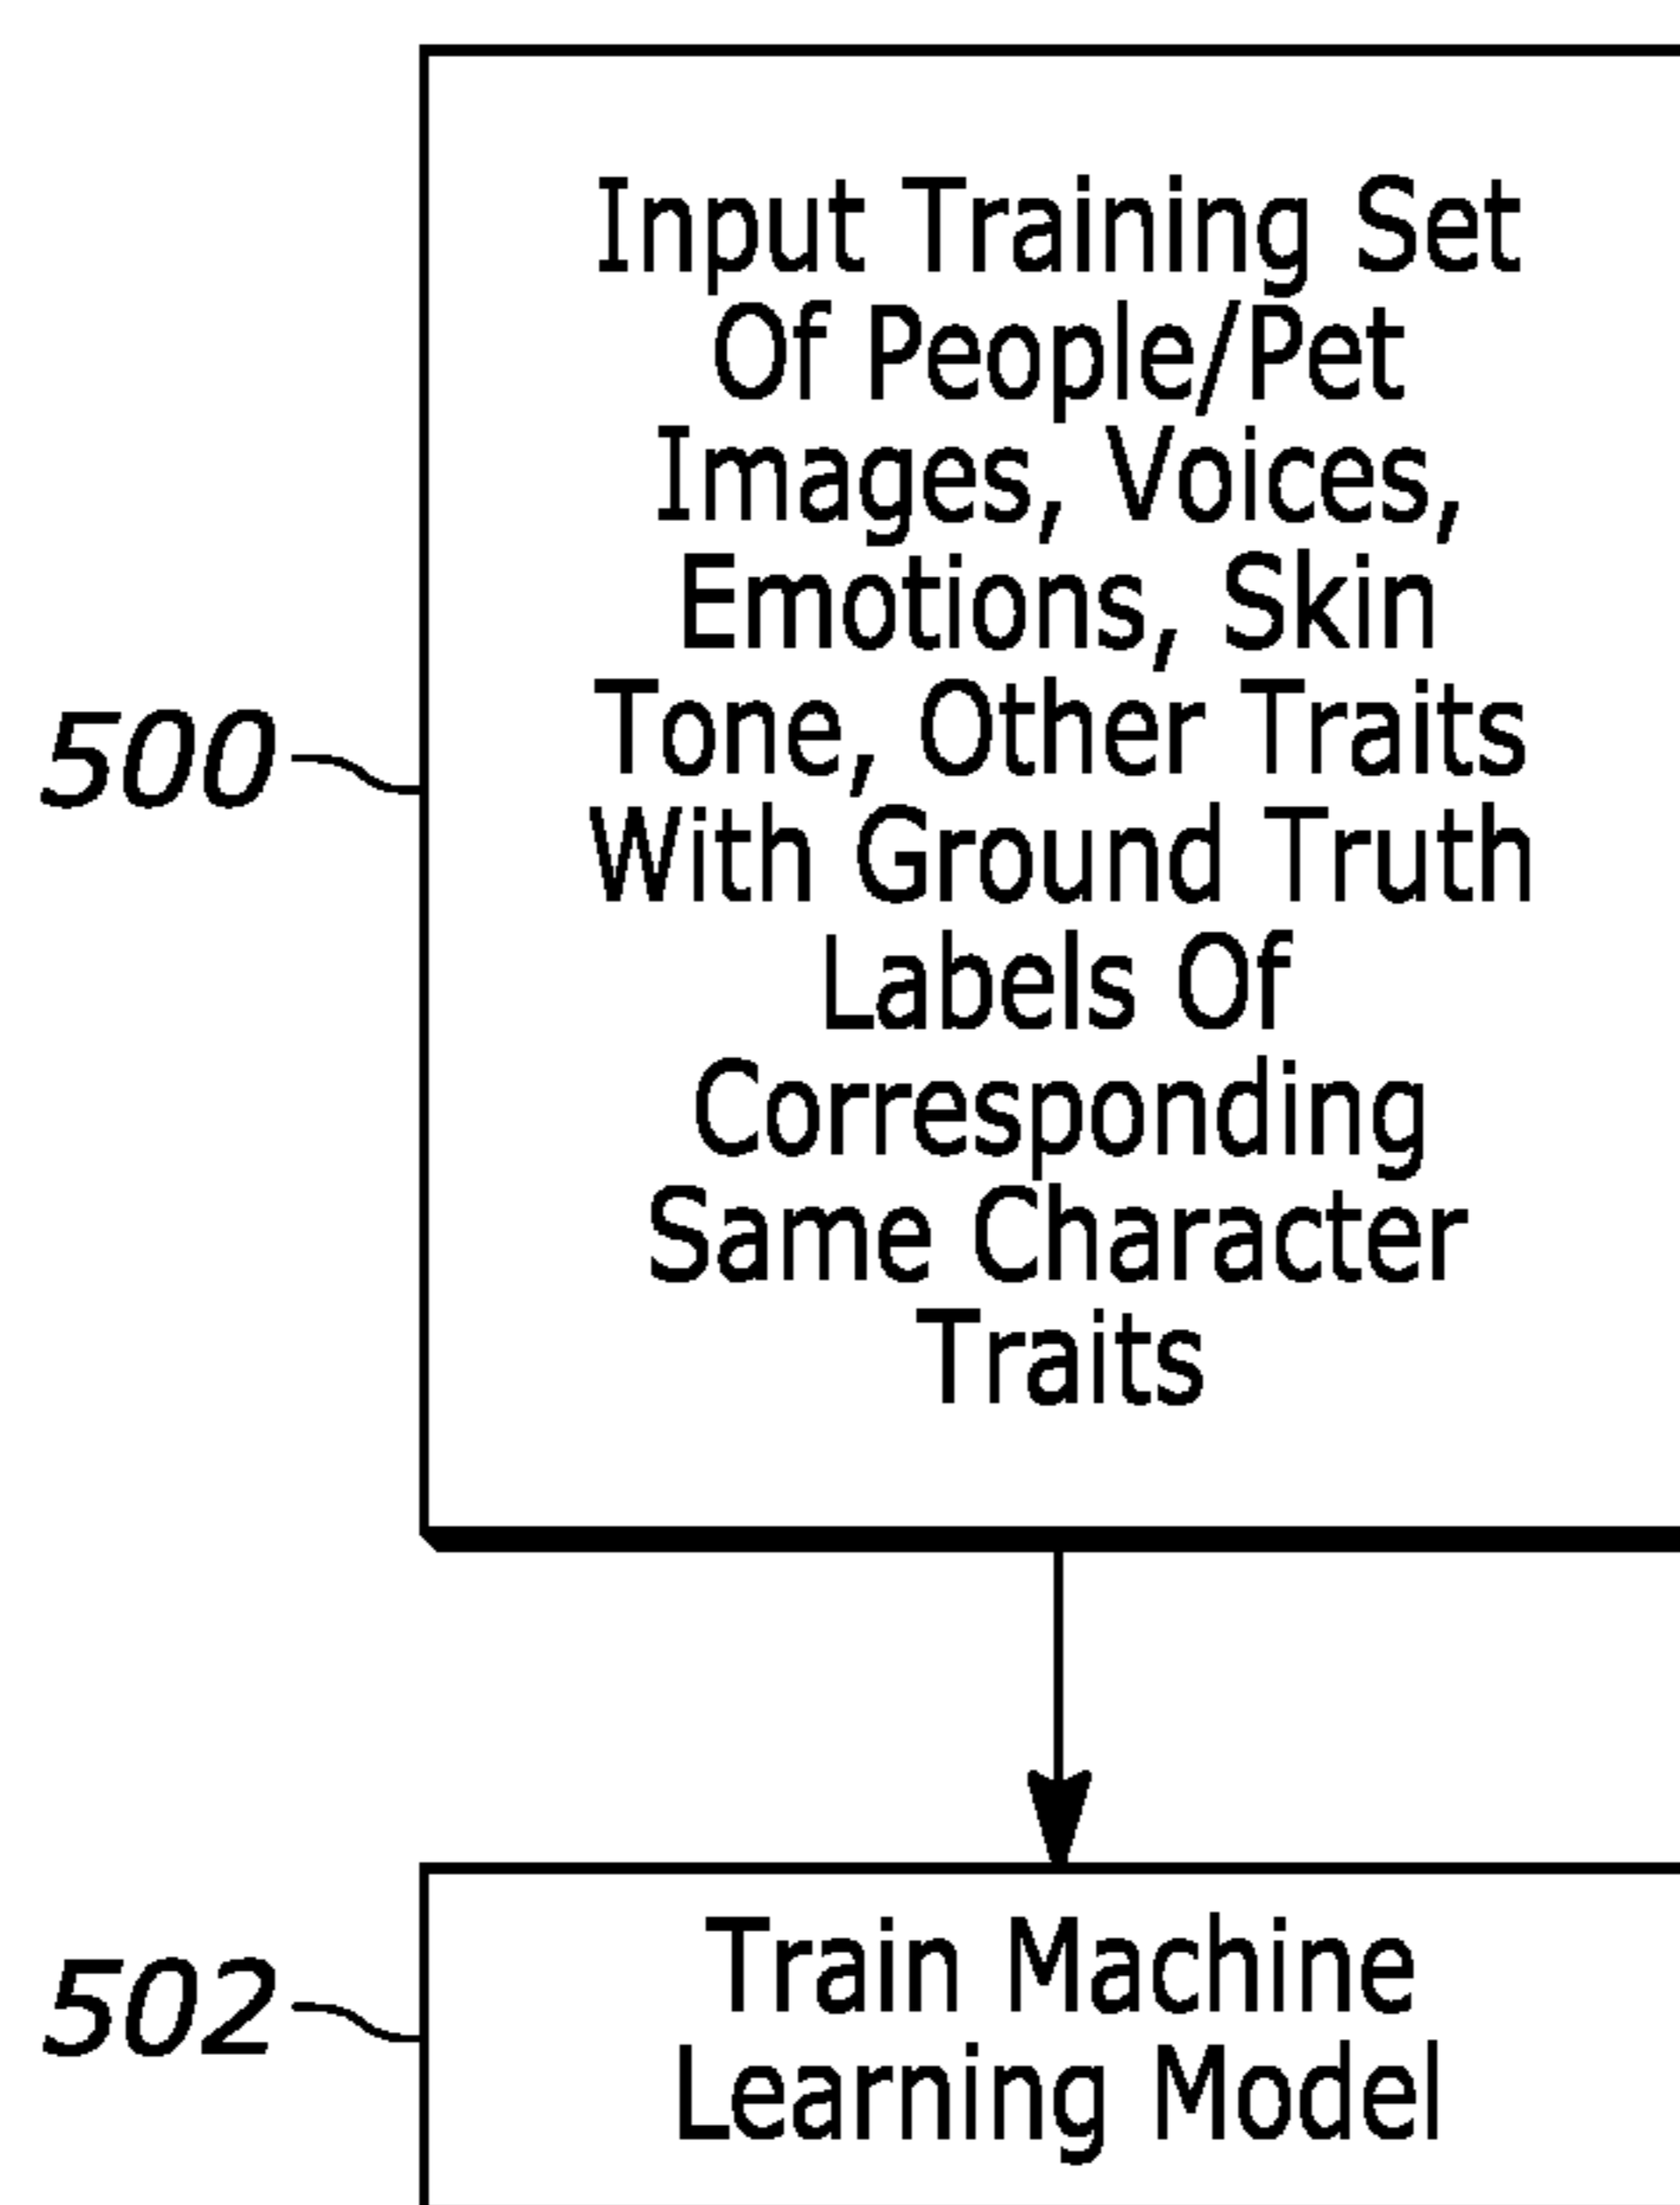 Input Training Set
Of People/Pet
Images, Voices,
Emotions, Skin
Tone, Other Traits
With Ground Truth
Labels Of
Corresponding
Same Character
Traits
500
Train Machine
Learning Model
502